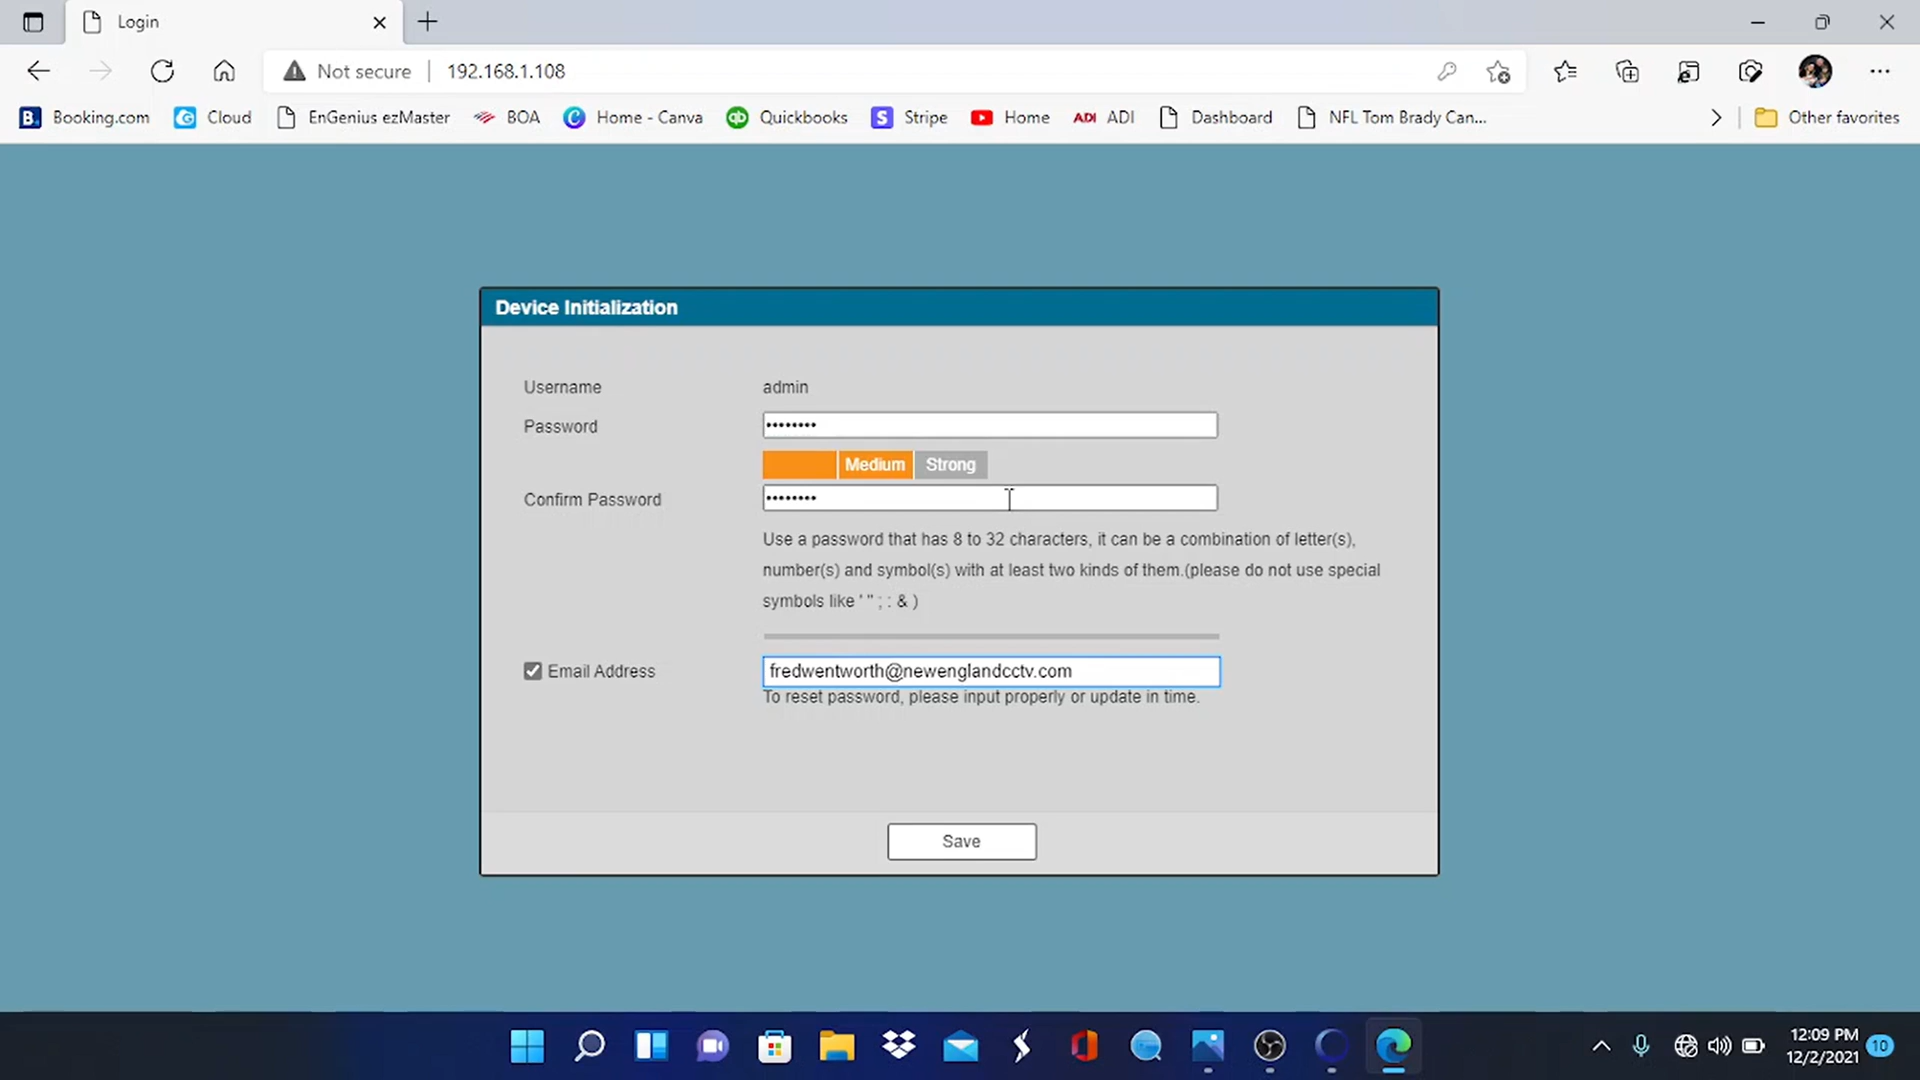 Login
Not secure 192.168.1.108
B. Booking.com Cloud EnGenius ezMaster BOA C Home - Canva qb Quickbooks S Stripe Home ADI ADI Dashboard NFL Tom Brady Can... Other favorites
Device Initialization
Username admin
Password ••••••••
Medium Strong
Confirm Password ••••••••
Use a password that has 8 to 32 characters, it can be a combination of letter(s),
number(s) and symbol(s) with at least two kinds of them.(please do not use special
symbols like ' " ; : & )
Email Address fredwentworth@newenglandcctv.com
To reset password, please input properly or update in time.
Save
12:09 PM
12/2/2021 10